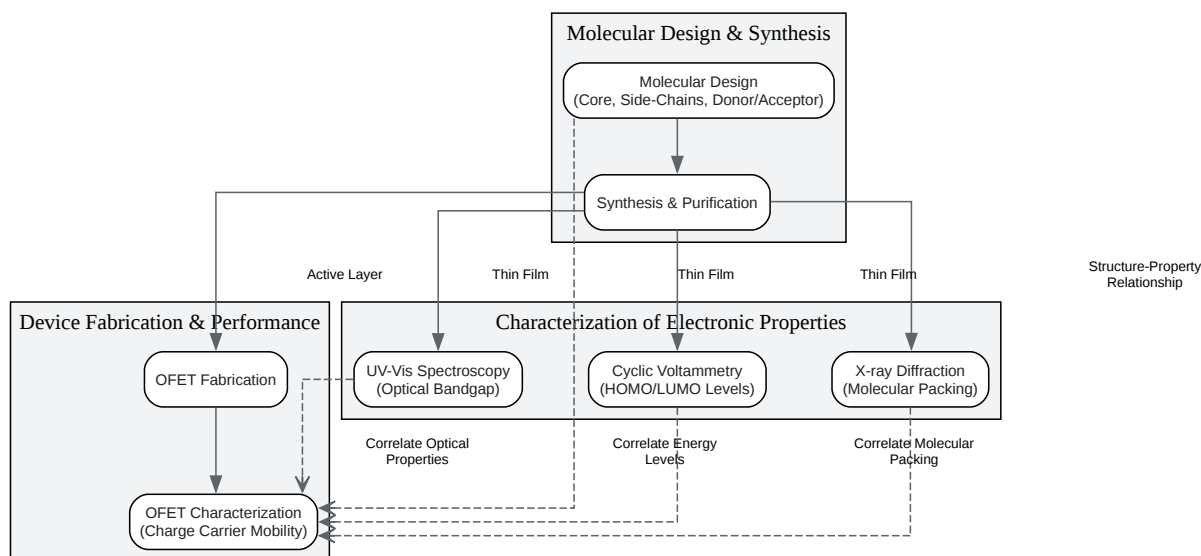 Molecular Design & Synthesis
Molecular Design
(Core, Side-Chains, Donor/Acceptor)
Synthesis & Purification
Active Layer
Thin Film
Thin Film
Thin Film
Structure-Property
Relationship
Device Fabrication & Performance
Characterization of Electronic Properties
OFET Fabrication
UV-Vis Spectroscopy
(Optical Bandgap)
Cyclic Voltammetry
(HOMO/LUMO Levels)
X-ray Diffraction
(Molecular Packing)
Correlate Optical
Properties
Correlate Energy
Levels
Correlate Molecular
Packing
OFET Characterization
(Charge Carrier Mobility)